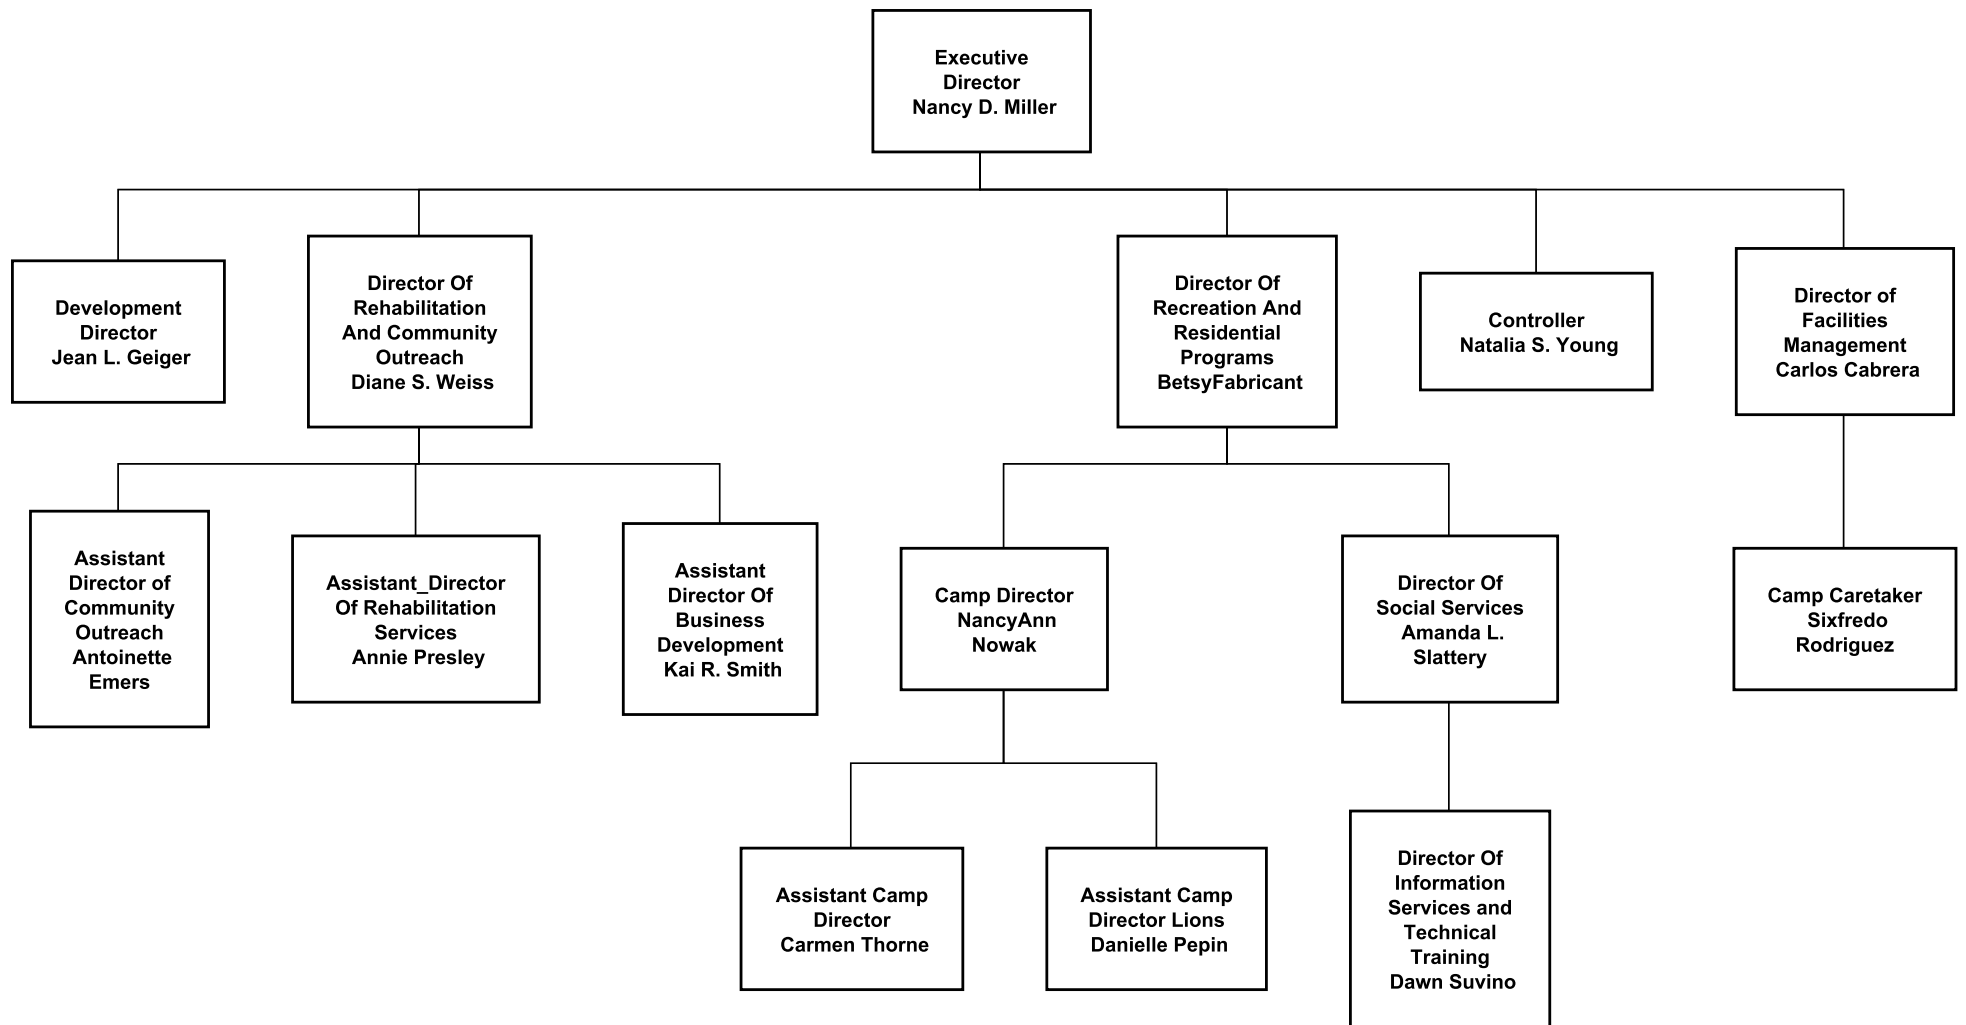 Executive
Director
Nancy D. Miller
Development
Director
Jean L. Geiger
Director Of
Rehabilitation
And Community
Outreach
Diane S. Weiss
Director Of
Recreation And
Residential
Programs
BetsyFabricant
Controller
Natalia S. Young
Director of
Facilities
Management
Carlos Cabrera
Assistant
Director of
Community
Outreach
Antoinette
Emers
Assistant_Director
Of Rehabilitation
Services
Annie Presley
Assistant
Director Of
Business
Development
Kai R. Smith
Camp Director
NancyAnn
Nowak
Director Of
Social Services
Amanda L.
Slattery
Camp Caretaker
Sixfredo
Rodriguez
Assistant Camp
Director
Carmen Thorne
Assistant Camp
Director Lions
Danielle Pepin
Director Of
Information
Services and
Technical
Training
Dawn Suvino